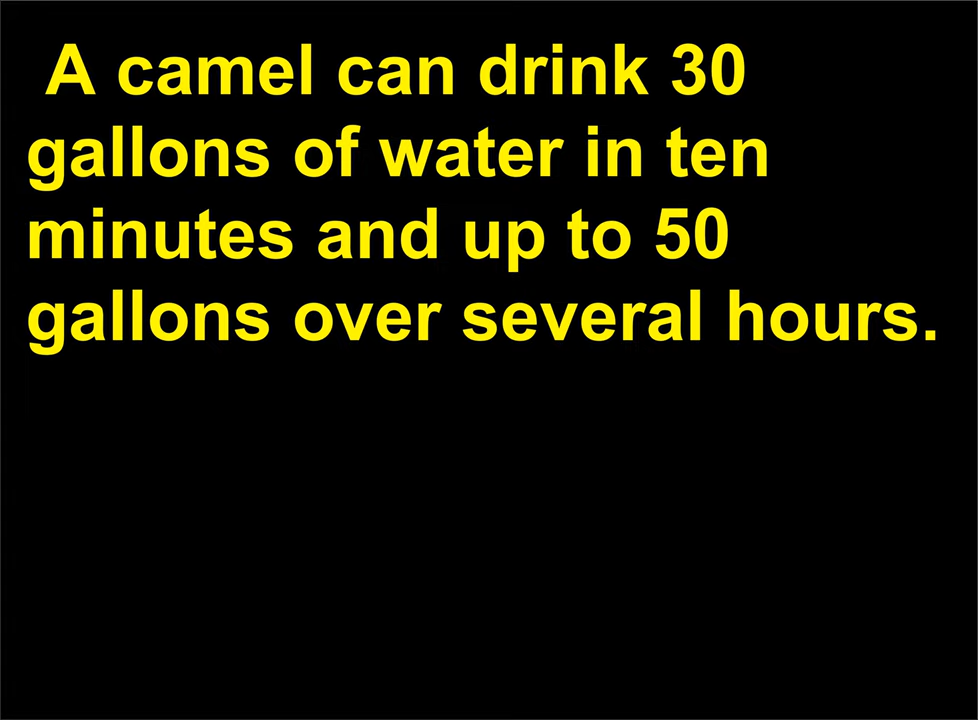 A camel can drink 30
gallons of water in ten
minutes and up to 50
gallons over several hours.